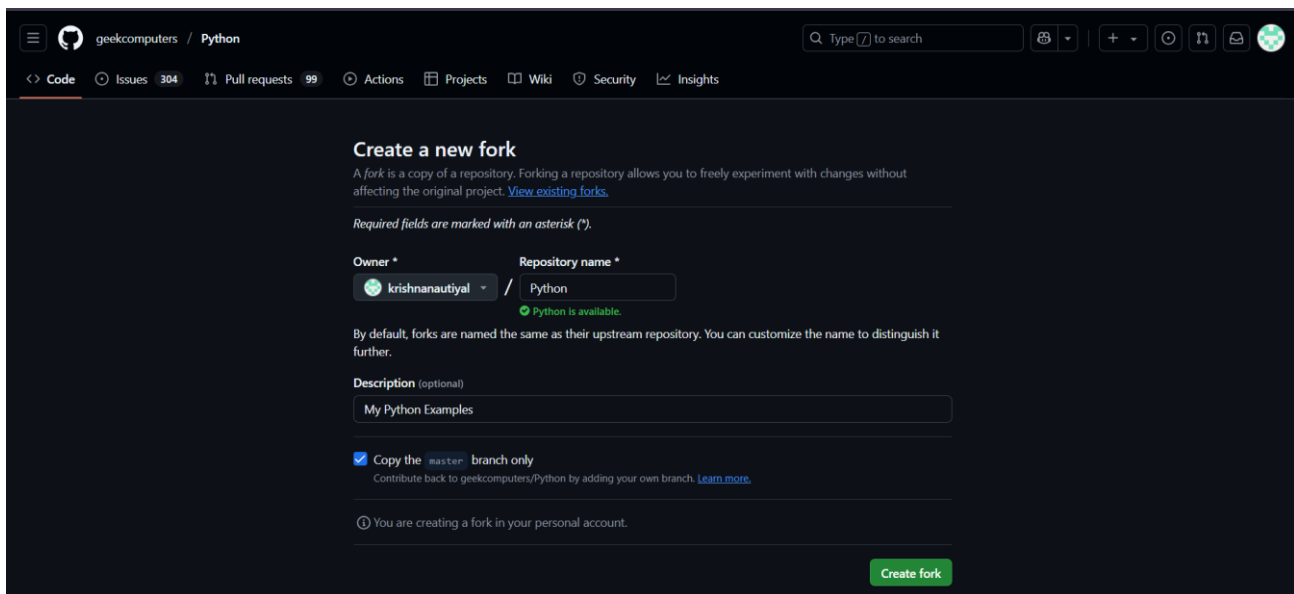 geekcomputers / Python
Type / to search
Code Issues 304 Pull requests 99 Actions Projects Wiki Security Insights
Create a new fork
A fork is a copy of a repository. Forking a repository allows you to freely experiment with changes without
affecting the original project. View existing forks.
Required fields are marked with an asterisk (*).
Owner * Repository name *
krishnanautiyal / Python
Python is available.
By default, forks are named the same as their upstream repository. You can customize the name to distinguish it
further.
Description (optional)
My Python Examples
Copy the master branch only
Contribute back to geekcomputers/Python by adding your own branch. Learn more.
You are creating a fork in your personal account.
Create fork